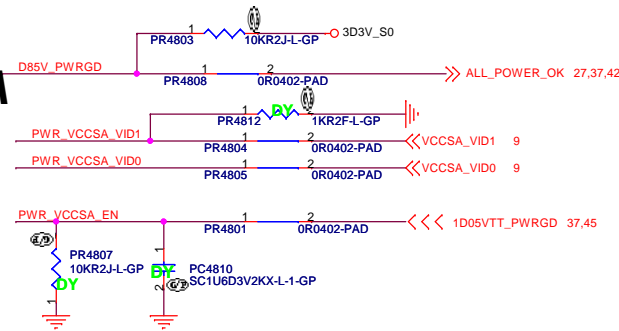 1 2 3D3V_S0
PR4803 10KR2J-L-GP
D85V_PWRGD 1 2 ALL_POWER_OK 27,37,42
PR4808 0R0402-PAD
1 DY 2
PR4812 1KR2F-L-GP
PWR_VCCSA_VID1 1 2 VCCSA_VID1 9
PR4804 0R0402-PAD
PWR_VCCSA_VID0 1 2 VCCSA_VID0 9
PR4805 0R0402-PAD
PWR_VCCSA_EN 1 2 1D05VTT_PWRGD 37,45
PR4801 0R0402-PAD
PR4807
10KR2J-L-GP
DY
1
1
DY
2
PC4810
SC1U6D3V2KX-L-1-GP